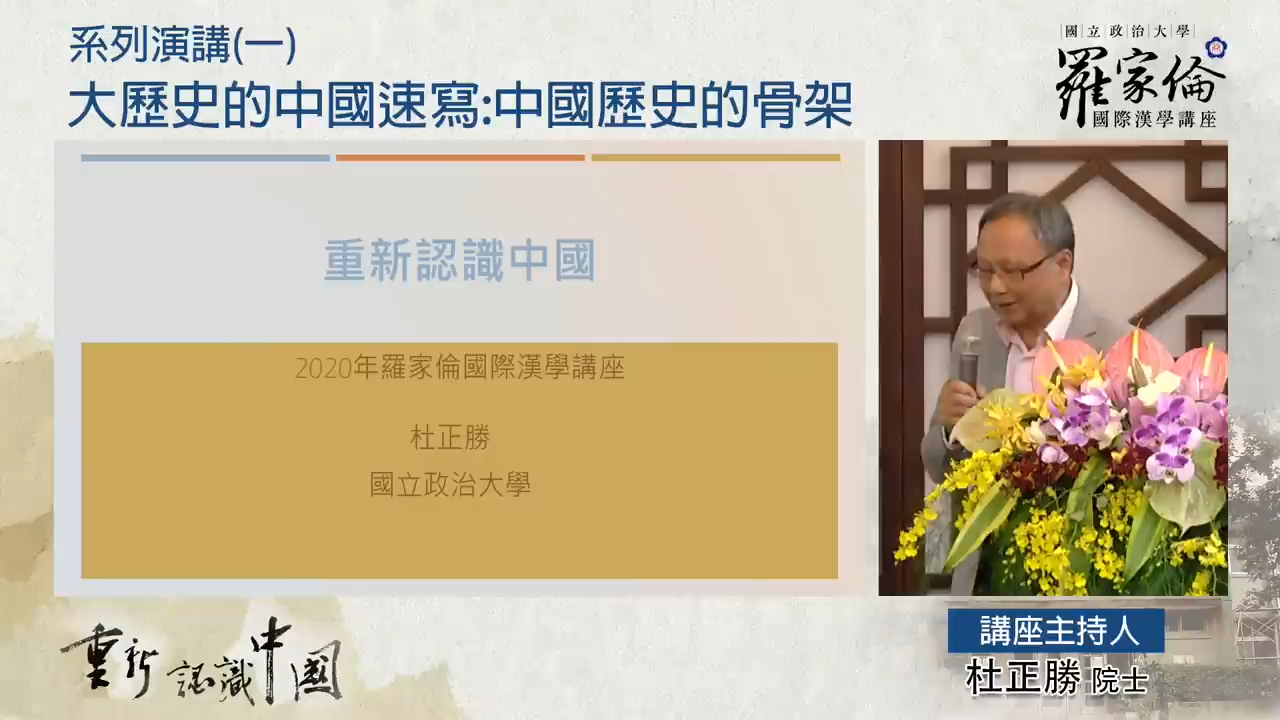 系列演講(一)
大歷史的中國速寫:中國歷史的骨架
國立政治大學
羅家倫
國際漢學講座
重新認識中國
2020年羅家倫國際漢學講座
杜正勝
國立政治大學
重新認識中國
講座主持人
杜正勝 院士